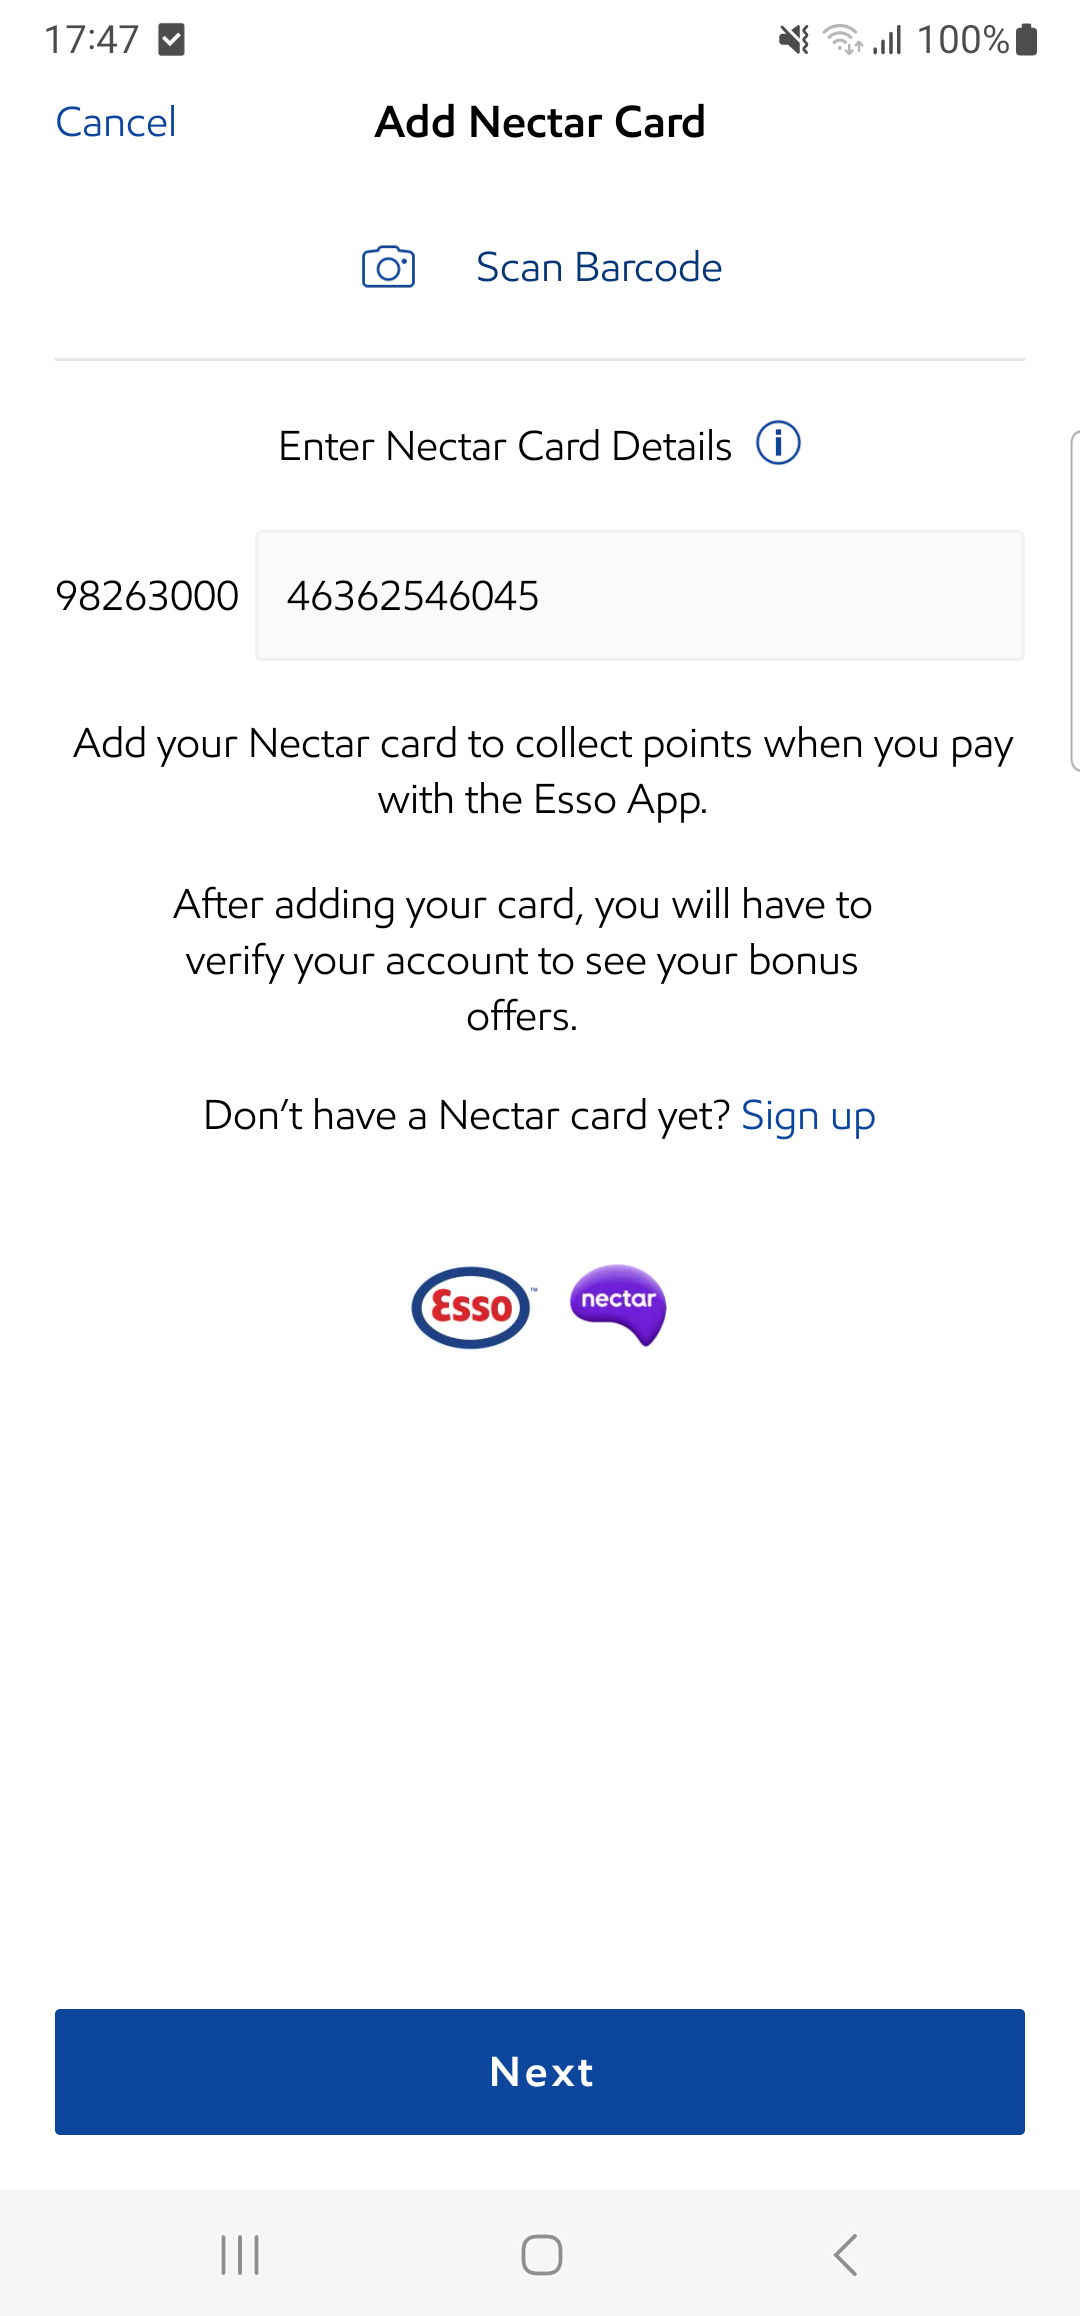 17:47
100%
Cancel
Add Nectar Card
Scan Barcode
Enter Nectar Card Details
98263000
46362546045
Add your Nectar card to collect points when you pay
with the Esso App.
After adding your card, you will have to
verify your account to see your bonus
offers.
Don't have a Nectar card yet? Sign up
Esso™
nectar
Next